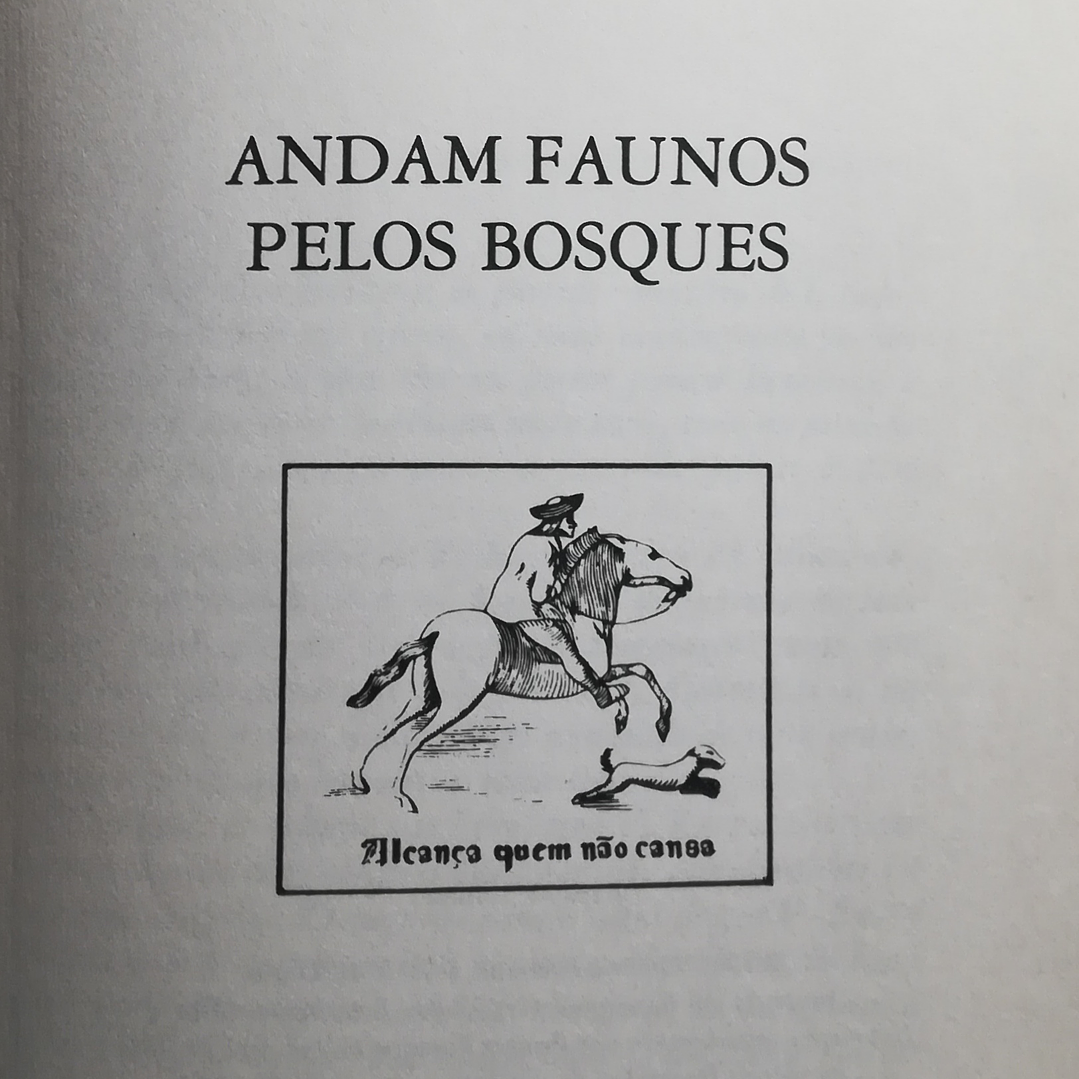 ANDAM FAUNOS
PELOS BOSQUES
Alcança quem não cansa